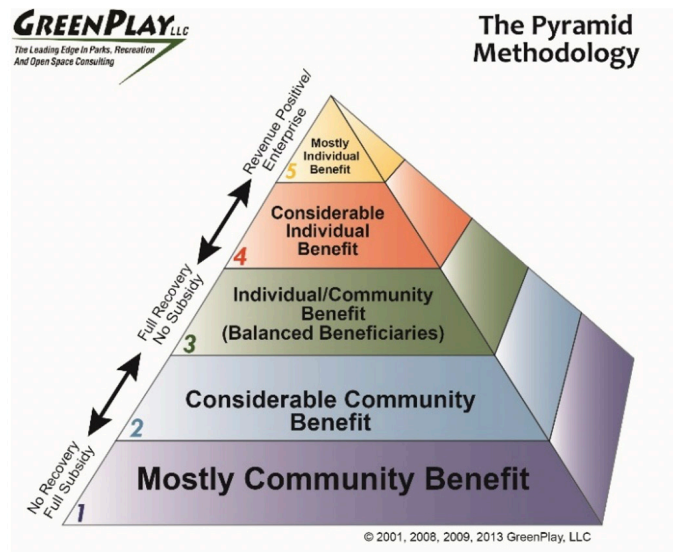 GREENPLAY LLC
The Leading Edge In Parks, Recreation
And Open Space Consulting
The Pyramid
Methodology
Revenue Positive/
Enterprise
Mostly
Individual
Benefit
5
Considerable
Individual
Benefit
4
Full Recovery
No Subsidy
Individual/Community
Benefit
(Balanced Beneficiaries)
3
Considerable Community
Benefit
2
No Recovery
Full Subsidy
Mostly Community Benefit
1
© 2001, 2008, 2009, 2013 GreenPlay, LLC